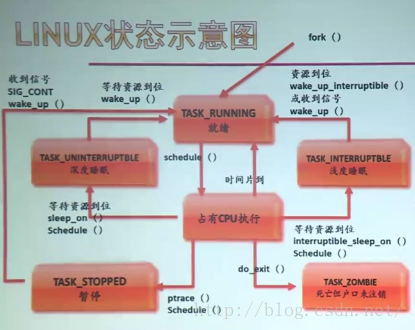 LINUX状态示意图
fork ()
收到信号
SIG_CONT
wake_up ()
等待资源到位
wake_up ()
资源到位
wake_up_interruptible ()
或收到信号
wake_up ()
TASK_RUNNING
就绪
TASK_UNINTERRUPTBLE
深度睡眠
schedule ()
时间片到
TASK_INTERRUPTBLE
浅度睡眠
等待资源到位
sleep_on ()
Schedule ()
占有CPU执行
等待资源到位
interruptible_sleep_on ()
Schedule ()
TASK_STOPPED
暂停
ptrace ()
Schedule ()
do_exit ()
TASK_ZOMBIE
死亡但户口未注销
http://blog.csdn.net/